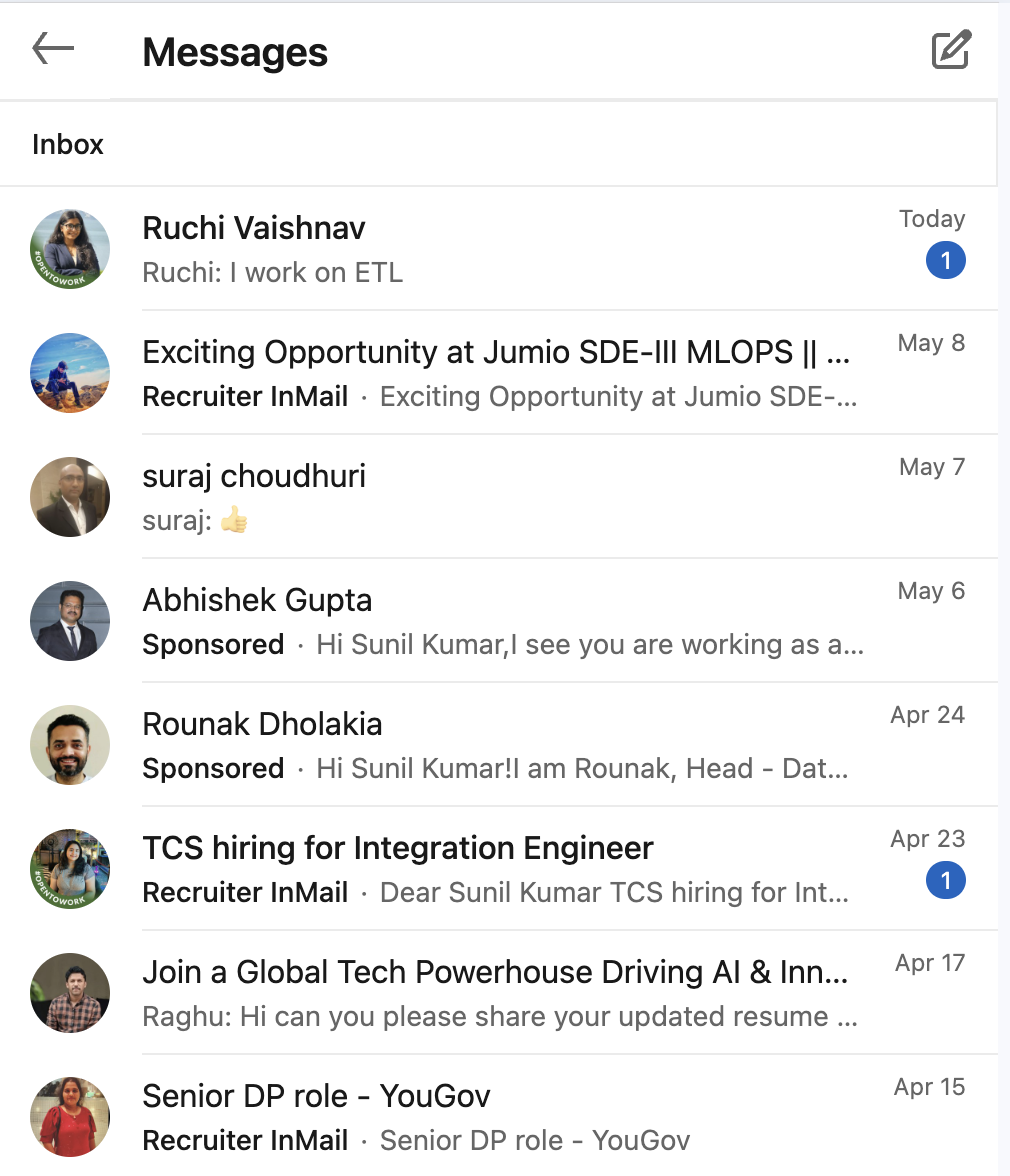 Messages
Inbox
Ruchi Vaishnav
Today
Ruchi: I work on ETL
1
#OPENTOWORK
Exciting Opportunity at Jumio SDE-III MLOPS || ...
May 8
Recruiter InMail · Exciting Opportunity at Jumio SDE-...
suraj choudhuri
May 7
suraj: 👍🏻
Abhishek Gupta
May 6
Sponsored · Hi Sunil Kumar,I see you are working as a...
Rounak Dholakia
Apr 24
Sponsored · Hi Sunil Kumar!I am Rounak, Head - Dat...
TCS hiring for Integration Engineer
Apr 23
Recruiter InMail · Dear Sunil Kumar TCS hiring for Int...
1
#OPENTOWORK
Join a Global Tech Powerhouse Driving AI & Inn...
Apr 17
Raghu: Hi can you please share your updated resume ...
Senior DP role - YouGov
Apr 15
Recruiter InMail · Senior DP role - YouGov